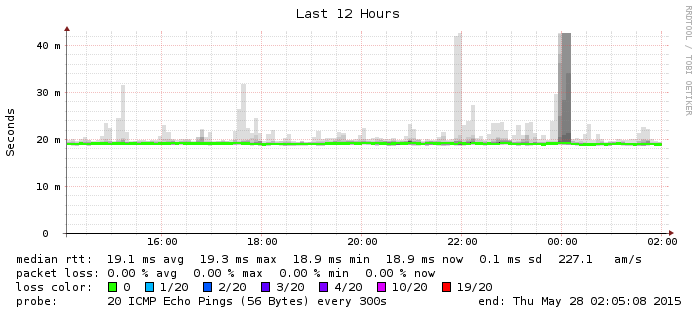 Last 12 Hours
RRDTOOL / TOBI OETIKER
Seconds
40 m
30 m
20 m
10 m
0
16:00 18:00 20:00 22:00 00:00 02:00
median rtt: 19.1 ms avg 19.3 ms max 18.9 ms min 18.9 ms now 0.1 ms sd 227.1 am/s
packet loss: 0.00 % avg 0.00 % max 0.00 % min 0.00 % now
loss color: 0 1/20 2/20 3/20 4/20 10/20 19/20
probe: 20 ICMP Echo Pings (56 Bytes) every 300s end: Thu May 28 02:05:08 2015